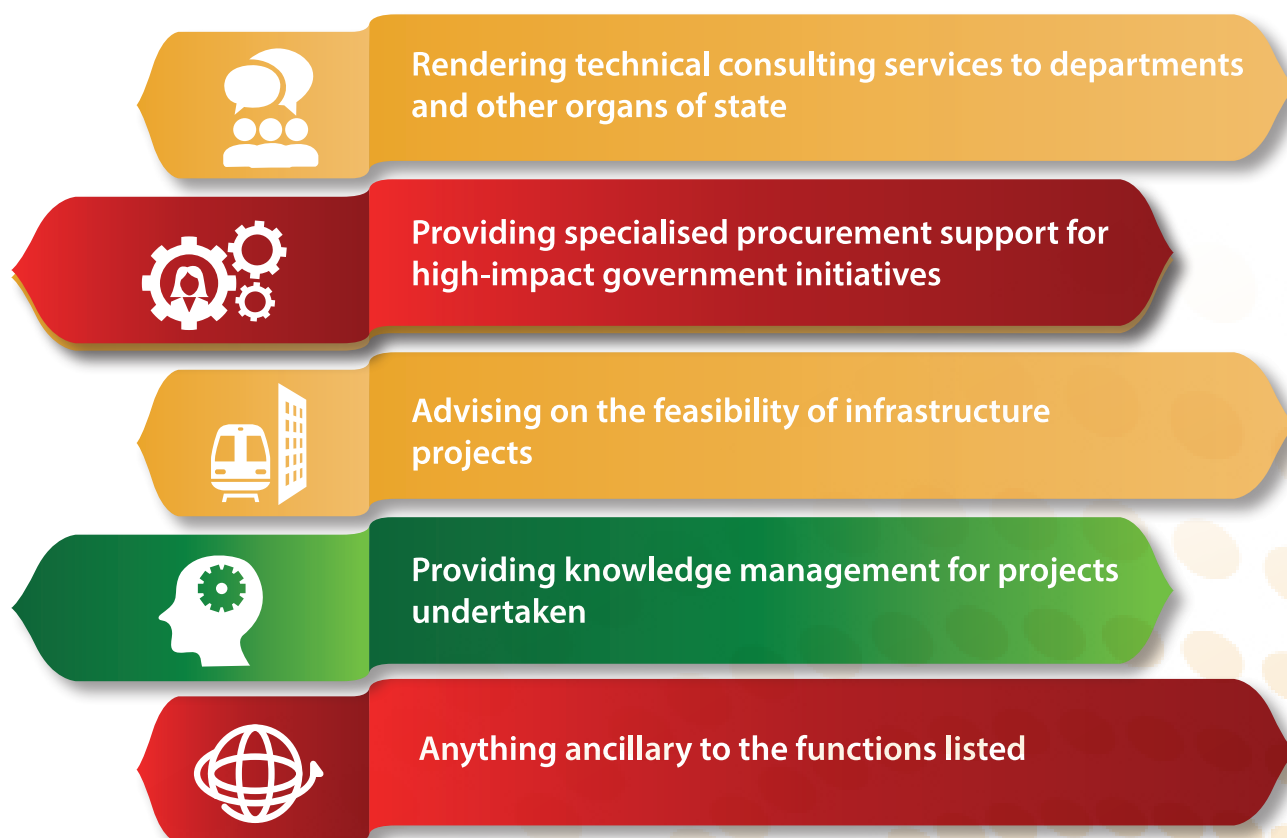 Rendering technical consulting services to departments
and other organs of state
Providing specialised procurement support for
high-impact government initiatives
Advising on the feasibility of infrastructure
projects
Providing knowledge management for projects
undertaken
Anything ancillary to the functions listed